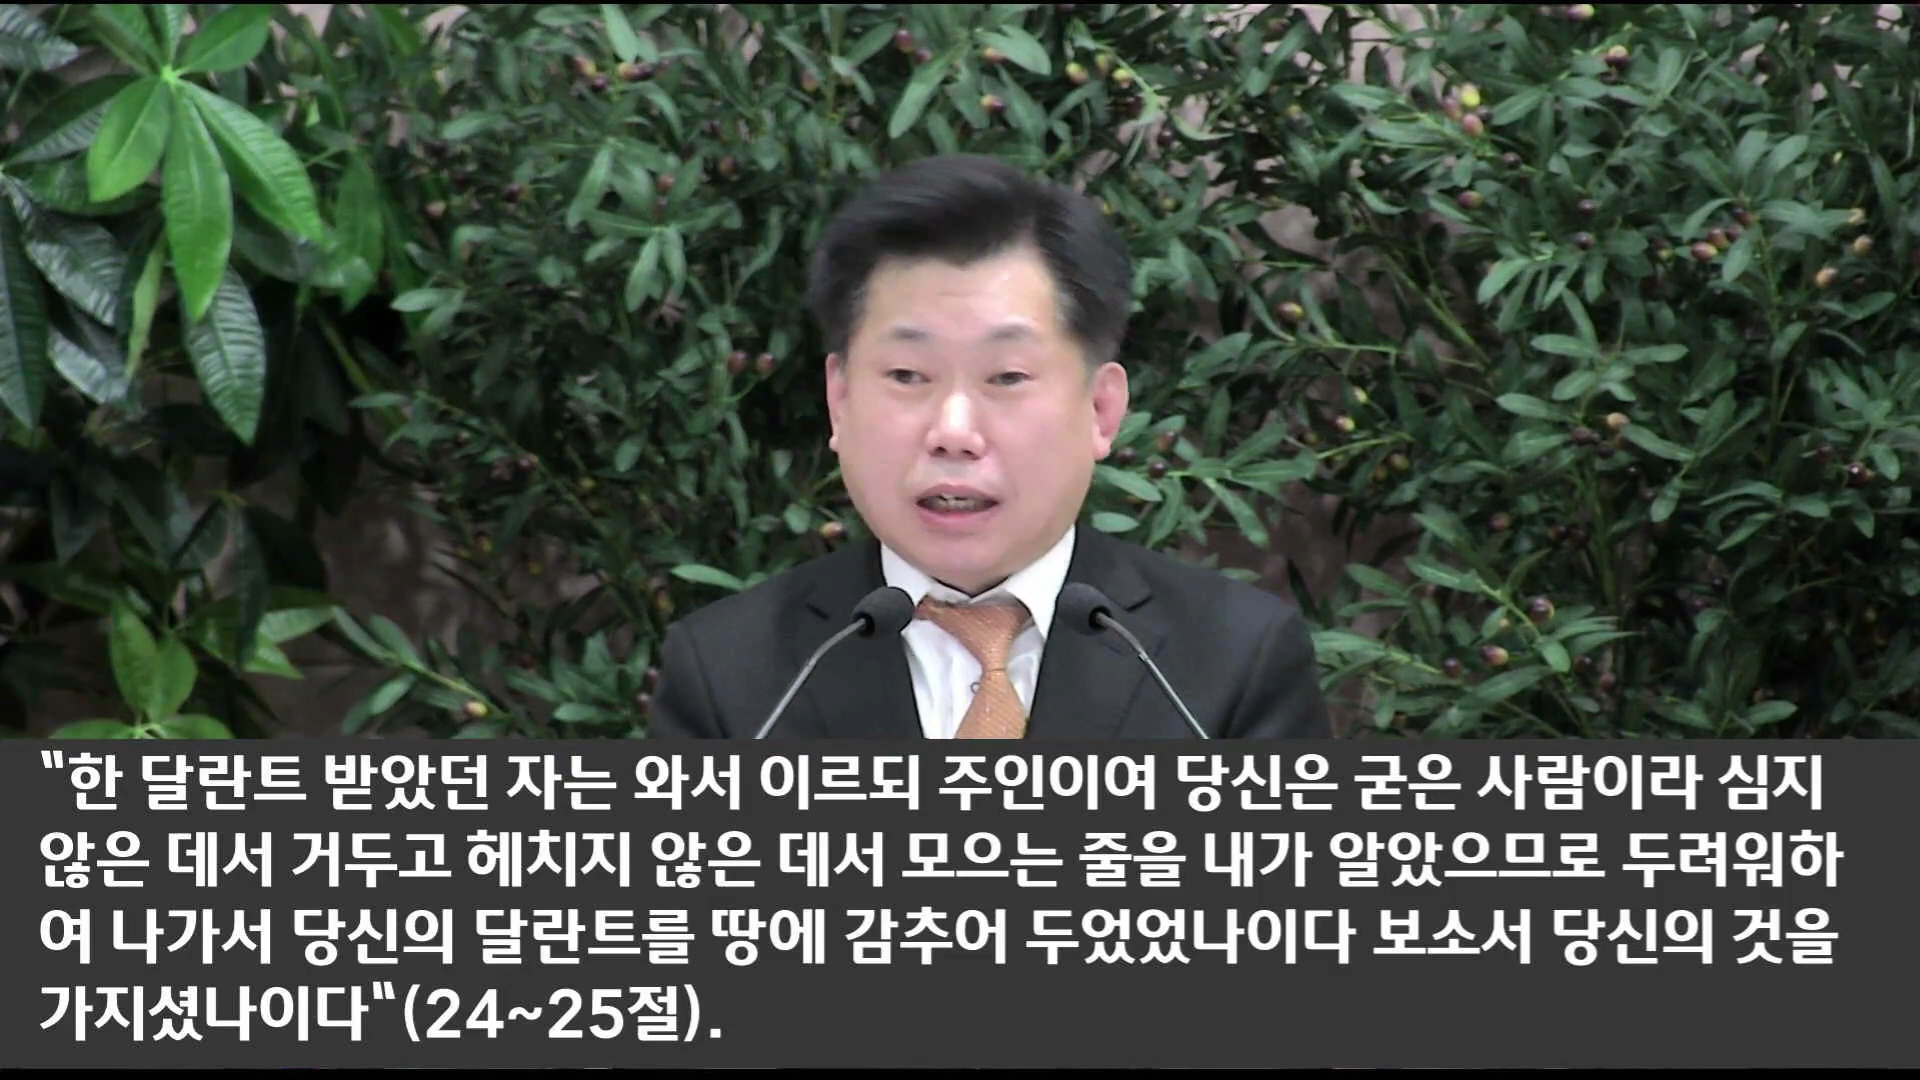 "한 달란트 받았던 자는 와서 이르되 주인이여 당신은 굳은 사람이라 심지
않은 데서 거두고 헤치지 않은 데서 모으는 줄을 내가 알았으므로 두려워하
여 나가서 당신의 달란트를 땅에 감추어 두었었나이다 보소서 당신의 것을
가지셨나이다"(24~25절).